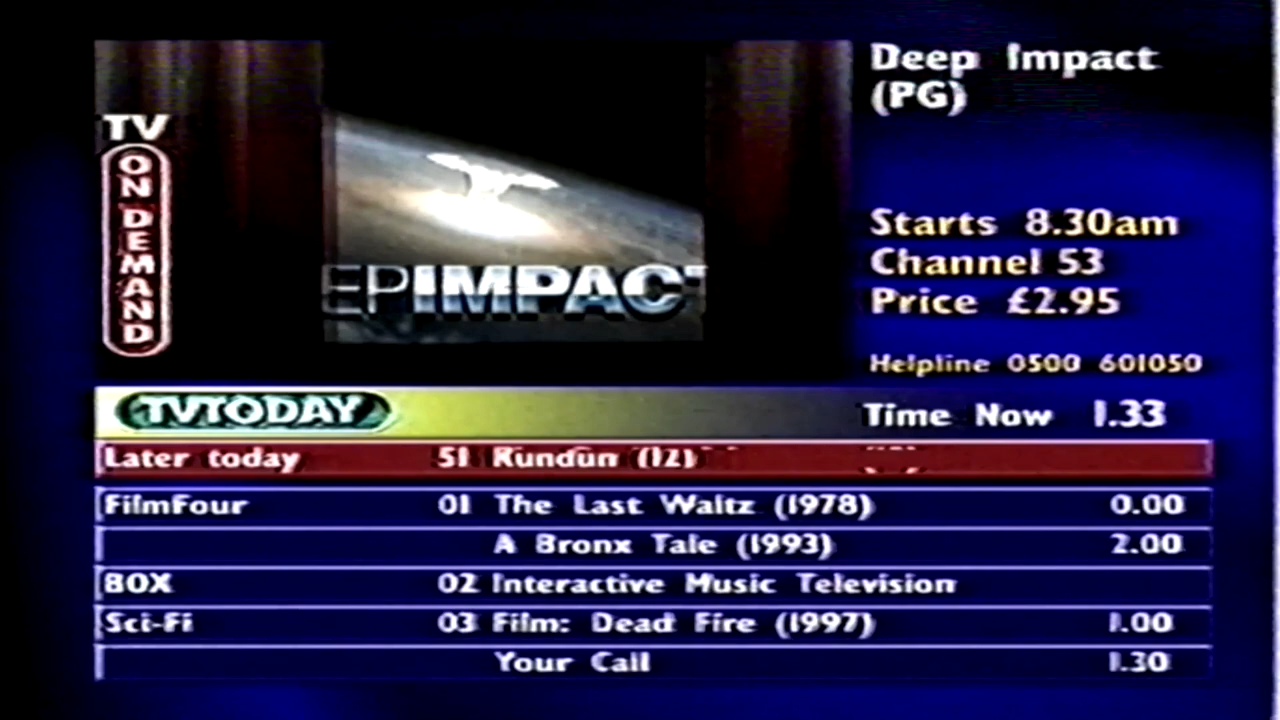 Deep Impact
(PG)
TV
ON DEMAND
EPIMPACT
Starts 8.30am
Channel 53
Price £2.95
Helpline 0500 601050
TVTODAY
Time Now 1.33
Later today 51 Kundun (12)
FilmFour 01 The Last Waltz (1978) 0.00
A Bronx Tale (1993) 2.00
BOX 02 Interactive Music Television
Sci-Fi 03 Film: Dead Fire (1997) 1.00
Your Call 1.30